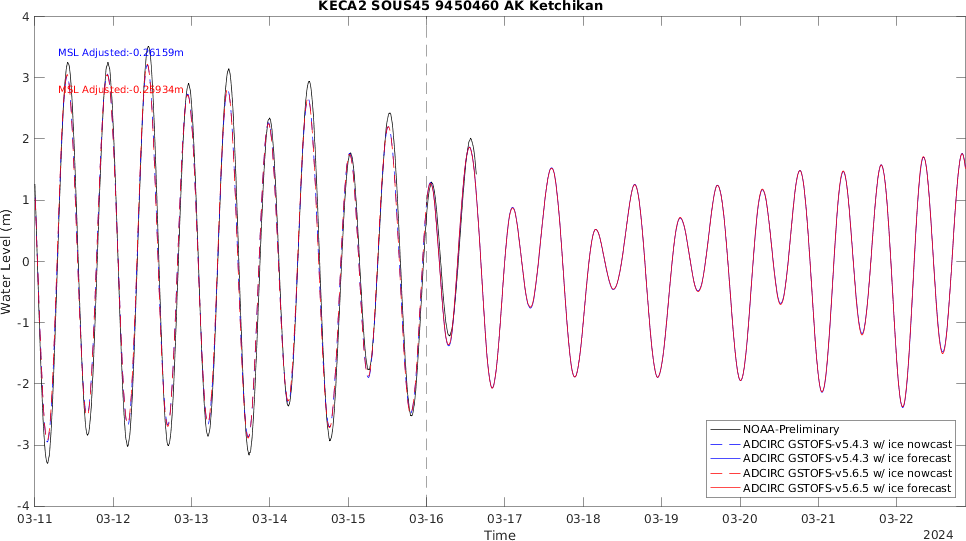 KECA2 SOUS45 9450460 AK Ketchikan
4
3
2
1
0
-1
-2
-3
-4
Water Level (m)
MSL Adjusted:-0.26159m
MSL Adjusted:-0.25934m
NOAA-Preliminary
ADCIRC GSTOFS-v5.4.3 w/ ice nowcast
ADCIRC GSTOFS-v5.4.3 w/ ice forecast
ADCIRC GSTOFS-v5.6.5 w/ ice nowcast
ADCIRC GSTOFS-v5.6.5 w/ ice forecast
03-11 03-12 03-13 03-14 03-15 03-16 03-17 03-18 03-19 03-20 03-21 03-22
Time
2024